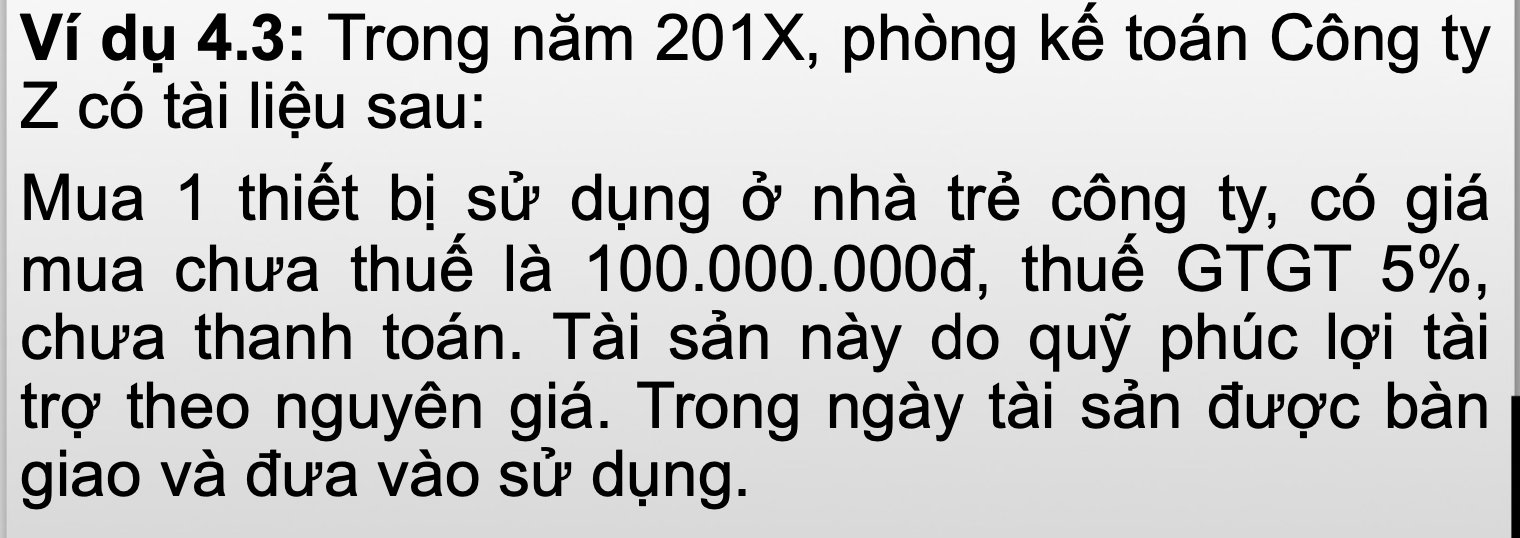 Ví dụ 4.3: Trong năm 201X, phòng kế toán Công ty
Z có tài liệu sau:
Mua 1 thiết bị sử dụng ở nhà trẻ công ty, có giá
mua chưa thuế là 100.000.000đ, thuế GTGT 5%,
chưa thanh toán. Tài sản này do quỹ phúc lợi tài
trợ theo nguyên giá. Trong ngày tài sản được bàn
giao và đưa vào sử dụng.